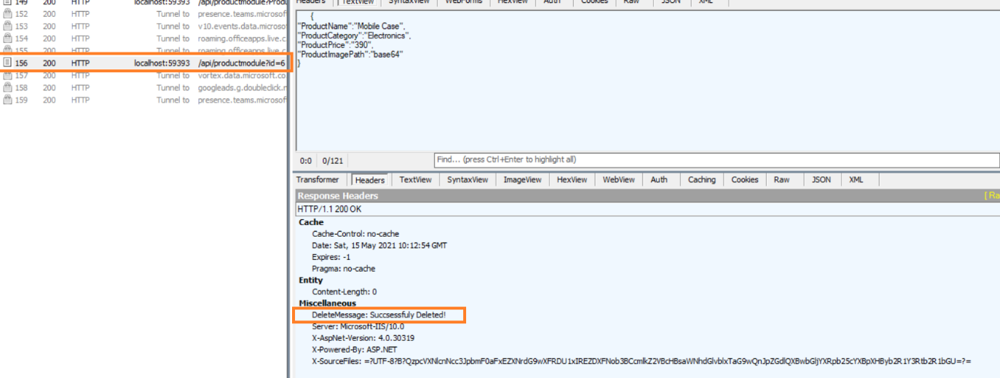 149 200 HTTP localhost:59393 /api/productmodule?Produ
Headers TextView SyntaxView WebForms HexView Auth Cookies Raw JSON XML
152 200 HTTP Tunnel to presence.teams.microsof
153 200 HTTP Tunnel to v10.events.data.microso
154 200 HTTP Tunnel to roaming.officeapps.live.c
155 200 HTTP Tunnel to roaming.officeapps.live.c
156 200 HTTP localhost:59393 /api/productmodule?id=6
157 200 HTTP Tunnel to vortex.data.microsoft.co
158 200 HTTP Tunnel to googleads.g.doubleclick.n
159 200 HTTP Tunnel to presence.teams.microsof
{
"ProductName":"Mobile Case",
"ProductCategory":"Electronics",
"ProductPrice":"390",
"ProductImagePath":"base64"
}
0:0 0/121 Find... (press Ctrl+Enter to highlight all)
Transformer Headers TextView SyntaxView ImageView HexView WebView Auth Caching Cookies Raw JSON XML
Response Headers [ Ra
HTTP/1.1 200 OK
Cache
Cache-Control: no-cache
Date: Sat, 15 May 2021 10:12:54 GMT
Expires: -1
Pragma: no-cache
Entity
Content-Length: 0
Miscellaneous
DeleteMessage: Succsessfuly Deleted!
Server: Microsoft-IIS/10.0
X-AspNet-Version: 4.0.30319
X-Powered-By: ASP.NET
X-SourceFiles: